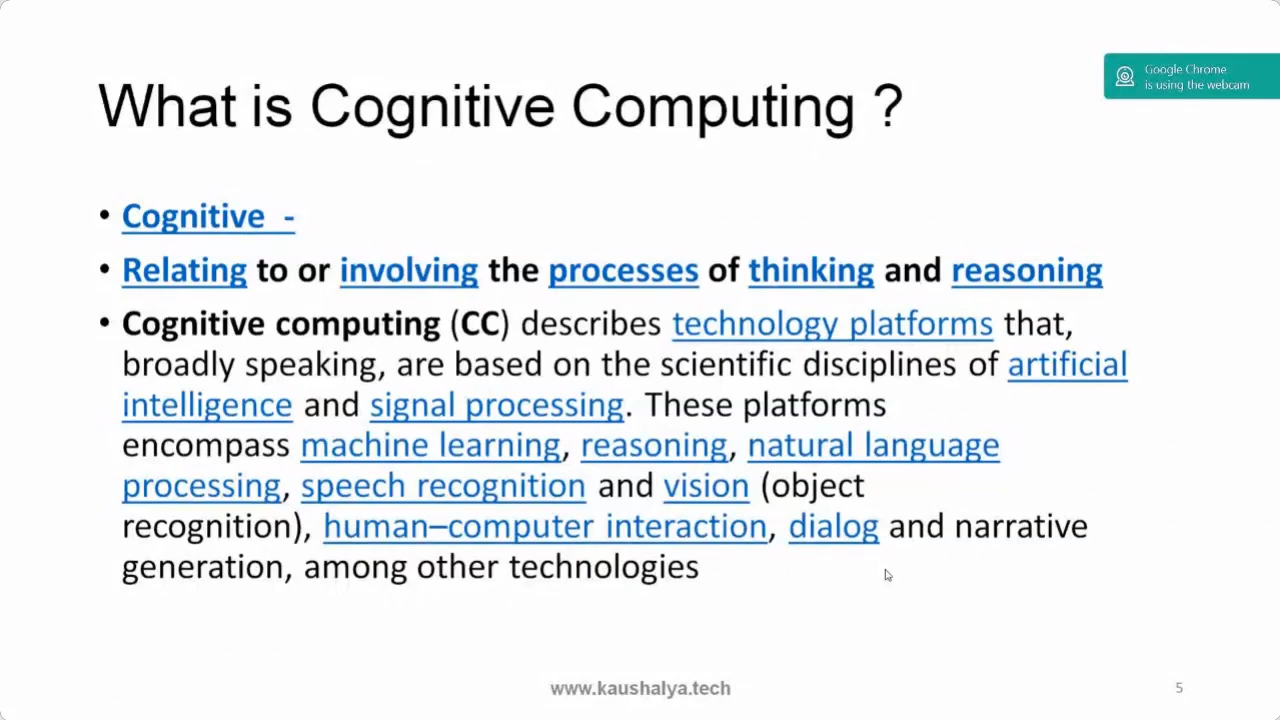 What is Cognitive Computing ?
Google Chrome
is using the webcam
• Cognitive -
• Relating to or involving the processes of thinking and reasoning
• Cognitive computing (CC) describes technology platforms that,
broadly speaking, are based on the scientific disciplines of artificial
intelligence and signal processing. These platforms
encompass machine learning, reasoning, natural language
processing, speech recognition and vision (object
recognition), human–computer interaction, dialog and narrative
generation, among other technologies
www.kaushalya.tech
5